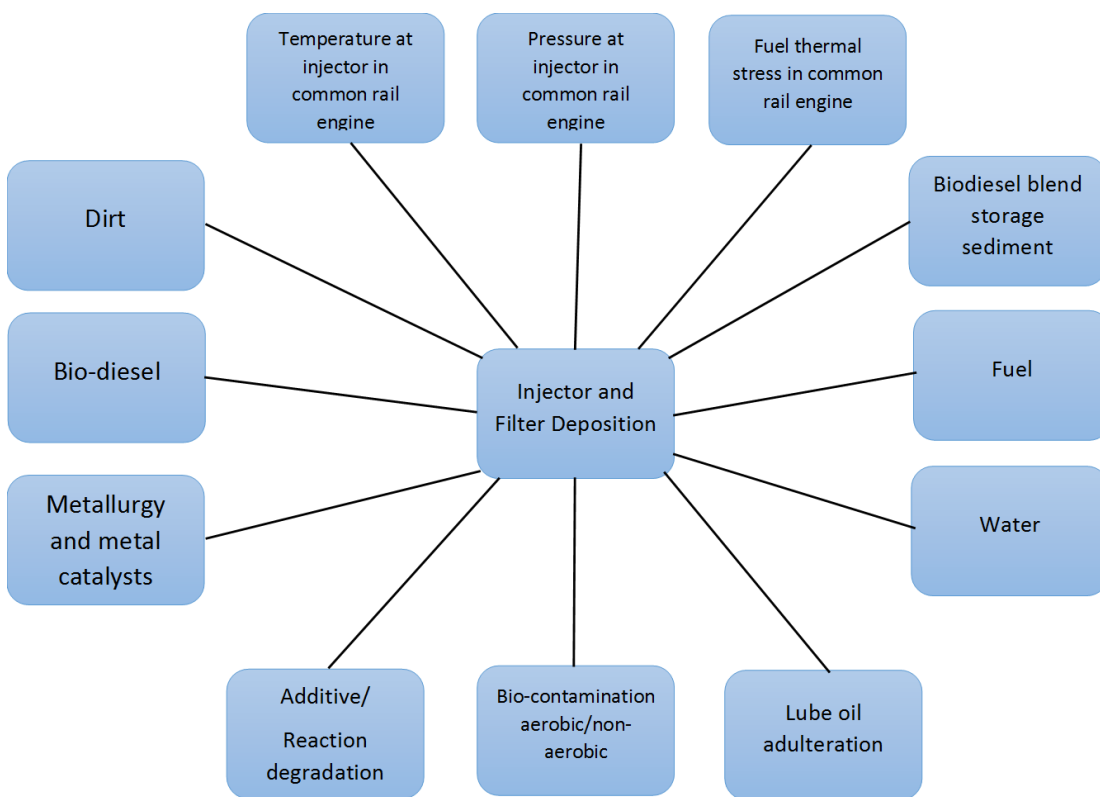 Temperature at
injector in
common rail
engine
Pressure at
injector in
common rail
engine
Fuel thermal
stress in common
rail engine
Dirt
Biodiesel blend
storage
sediment
Bio-diesel
Injector and
Filter Deposition
Fuel
Metallurgy
and metal
catalysts
Water
Additive/
Reaction
degradation
Bio-contamination
aerobic/non-
aerobic
Lube oil
adulteration